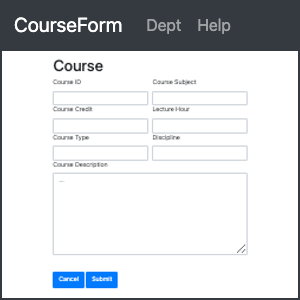 CourseForm Dept Help
Course
Course ID Course Subject
Course Credit Lecture Hour
Course Type Discipline
Course Description
...
Cancel Submit